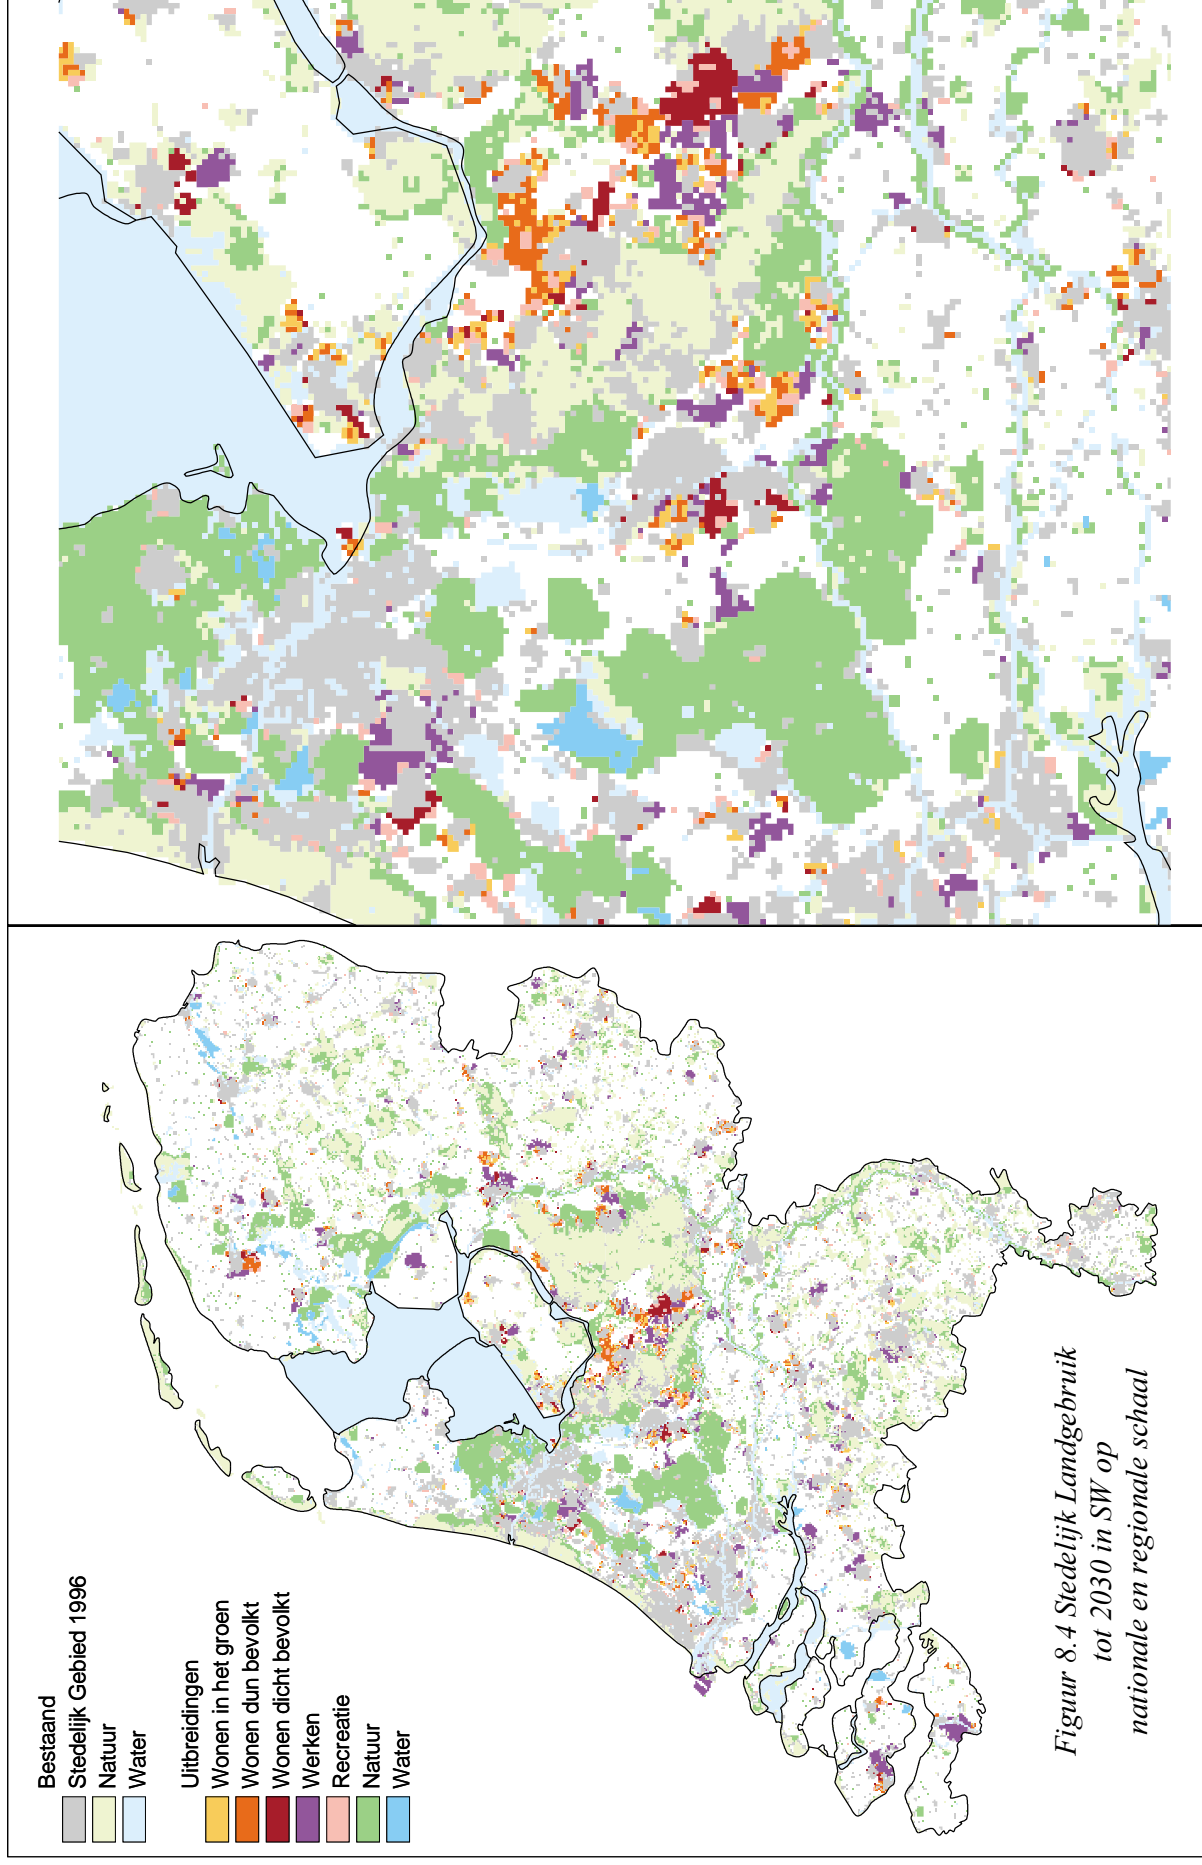 Bestaand
Stedelijk Gebied 1996
Natuur
Water
Uitbreidingen
Wonen in het groen
Wonen dun bevolkt
Wonen dicht bevolkt
Werken
Recreatie
Natuur
Water
Figuur 8.4 Stedelijk Landgebruik
tot 2030 in SW op
nationale en regionale schaal